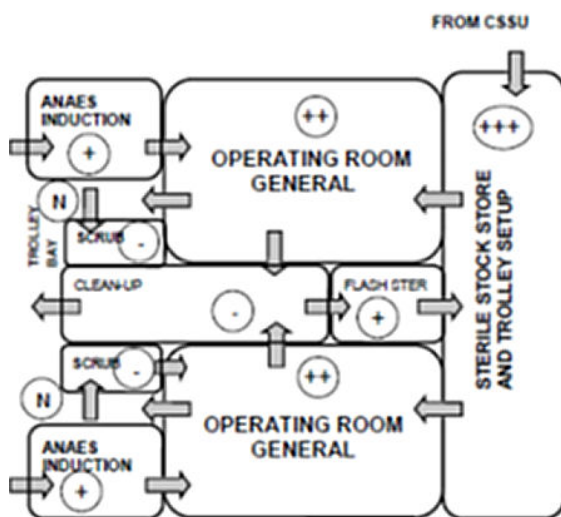 FROM CSSU
ANAES
INDUCTION
+
++
OPERATING ROOM
GENERAL
+++
STERILE STOCK STORE
AND TROLLEY SETUP
N
TROLLEY
BAY
SCRUB
-
CLEAN-UP
-
FLASH STER
+
SCRUB
-
N
++
OPERATING ROOM
GENERAL
ANAES
INDUCTION
+